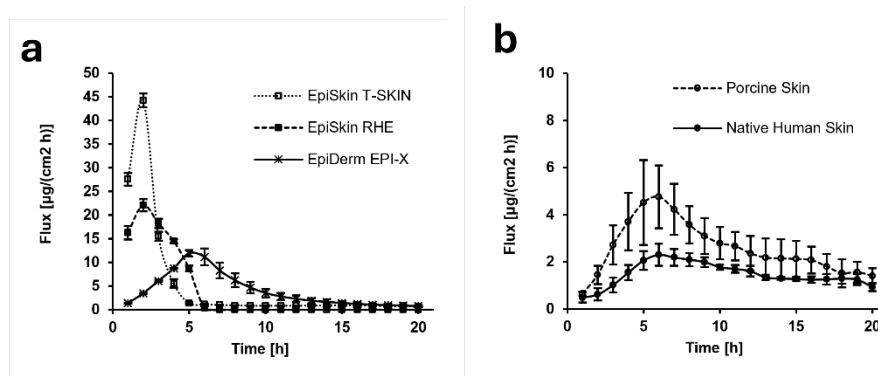 a
50
45
40
35
30
25
20
15
10
5
0
0
5
10
15
20
Flux [µg/(cm2 h)]
Time [h]
EpiSkin T-SKIN
EpiSkin RHE
EpiDerm EPI-X
b
10
8
6
4
2
0
0
5
10
15
20
Flux [µg/(cm2 h)]
Time [h]
Porcine Skin
Native Human Skin